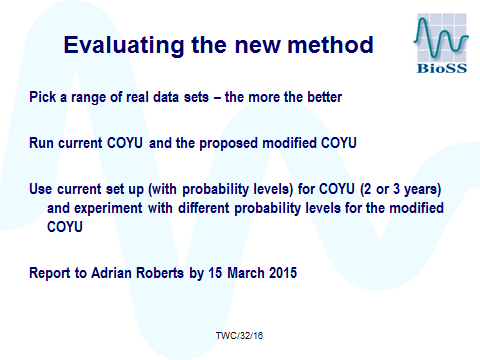 Evaluating the new method
BioSS
Pick a range of real data sets – the more the better
Run current COYU and the proposed modified COYU
Use current set up (with probability levels) for COYU (2 or 3 years)
and experiment with different probability levels for the modified
COYU
Report to Adrian Roberts by 15 March 2015
TWC/32/16